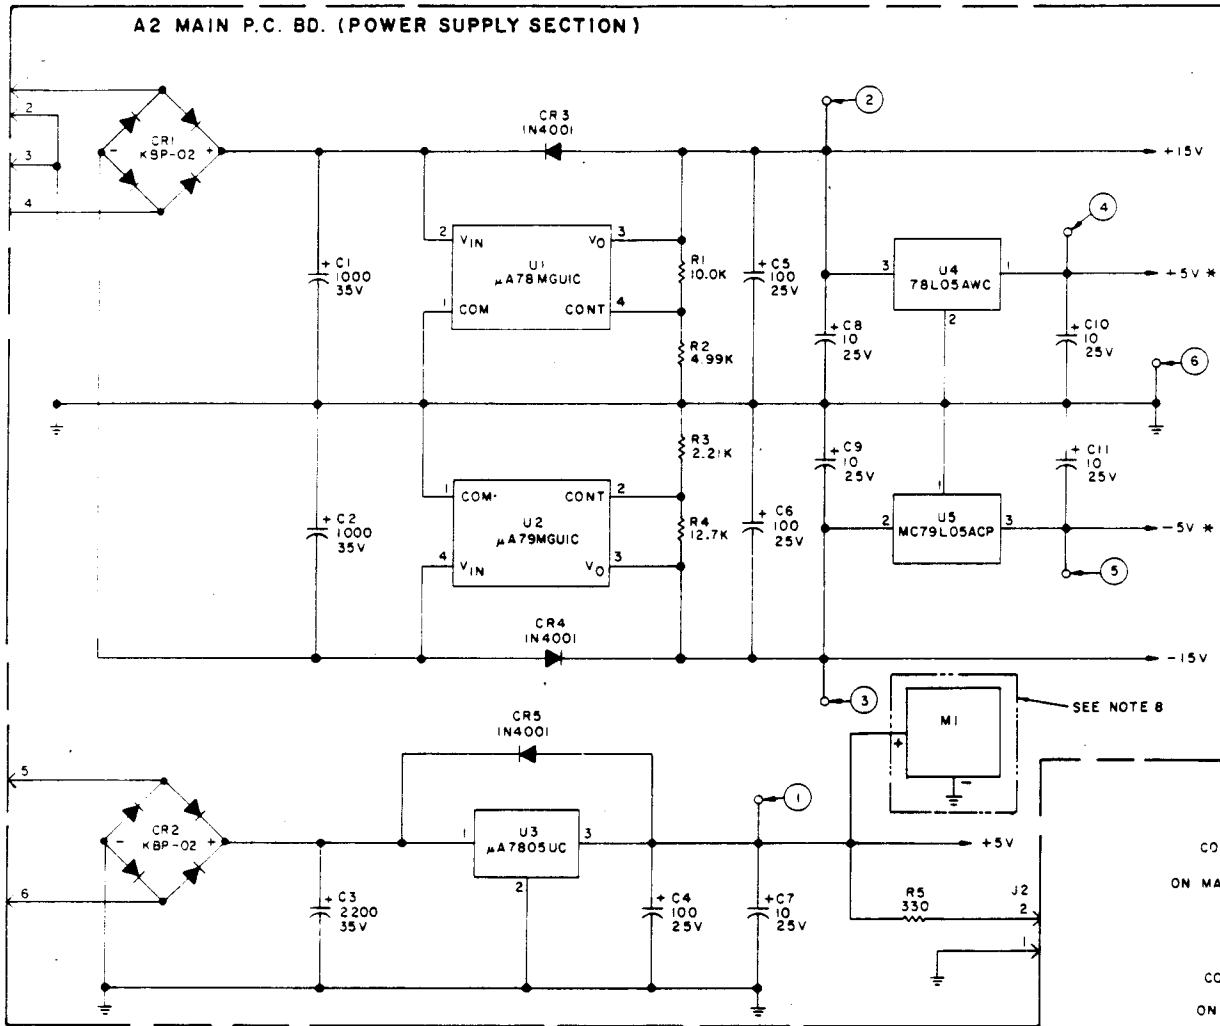 A2 MAIN P.C. BD. (POWER SUPPLY SECTION)
2
3
4
CR1
KBP-02
-
+
CR3
1N4001
2
+15V
+ C1
1000
35V
2 VIN
VO 3
U1
µA78MGUIC
1 COM
CONT 4
R1
10.0K
R2
4.99K
+ C5
100
25V
+ C8
10
25V
3
U4
78L05AWC
1
2
4
+5V *
+ C10
10
25V
6
R3
2.21K
+ C9
10
25V
+ C11
10
25V
+ C2
1000
35V
1 COM
CONT 2
U2
µA79MGUIC
4 VIN
VO 3
R4
12.7K
+ C6
100
25V
1
2
U5
MC79L05ACP
3
-5V *
5
CR4
1N4001
-15V
3
M1
+
-
SEE NOTE 8
CR5
1N4001
5
CR2
KBP-02
-
+
6
1
U3
µA7805UC
3
2
1
+5V
+ C3
2200
35V
+ C4
100
25V
+ C7
10
25V
R5
330
J2
2
1
CO
ON MA
CO
ON